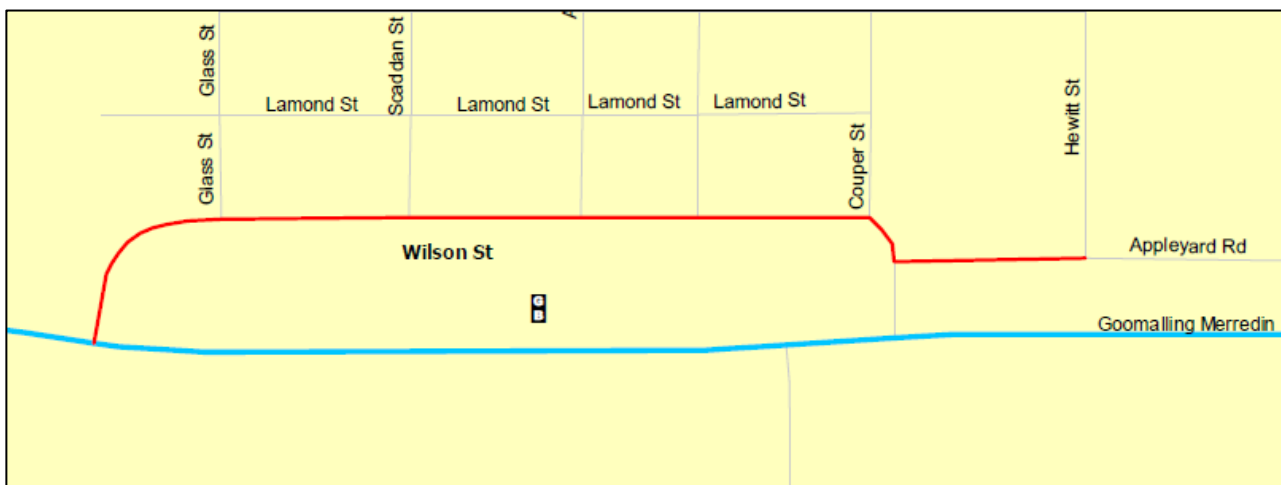 Glass St
Scaddan St
A
Lamond St
Lamond St
Lamond St
Lamond St
Hewitt St
Glass St
Couper St
Wilson St
Appleyard Rd
G
B
Goomalling Merredin